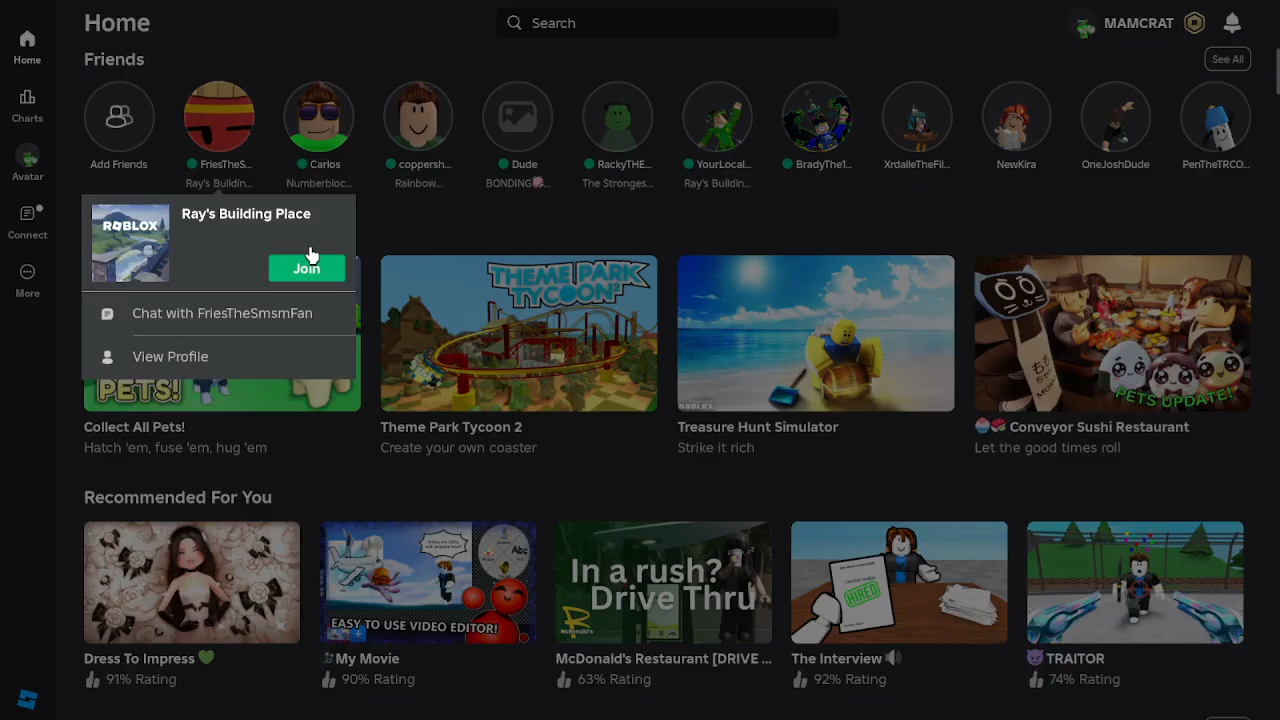 Home
Search
MAMCRAT
Home
Charts
Avatar
Connect
More
Friends
See All
Add Friends
FriesTheS...
Ray's Buildin...
Carlos
Numberbloc...
coppersh...
Rainbow...
Dude
BONDING...
RackyTHE...
The Stronges...
YourLocal...
Ray's Buildin...
BradyThe1...
XrdalieTheFil...
NewKira
OneJoshDude
PenTheTRCO...
ROBLOX
Ray's Building Place
Join
Chat with FriesTheSmsmFan
View Profile
PETS!
THEME PARK
TYCOON 2
ROBLOX
PETS UPDATE!
Collect All Pets!
Hatch 'em, fuse 'em, hug 'em
Theme Park Tycoon 2
Create your own coaster
Treasure Hunt Simulator
Strike it rich
Conveyor Sushi Restaurant
Let the good times roll
Recommended For You
Abc
EASY TO USE VIDEO EDITOR!
In a rush?
Drive Thru
McDonald's
HIRED
Dress To Impress
91% Rating
My Movie
90% Rating
McDonald's Restaurant [DRIVE ...
63% Rating
The Interview
92% Rating
TRAITOR
74% Rating